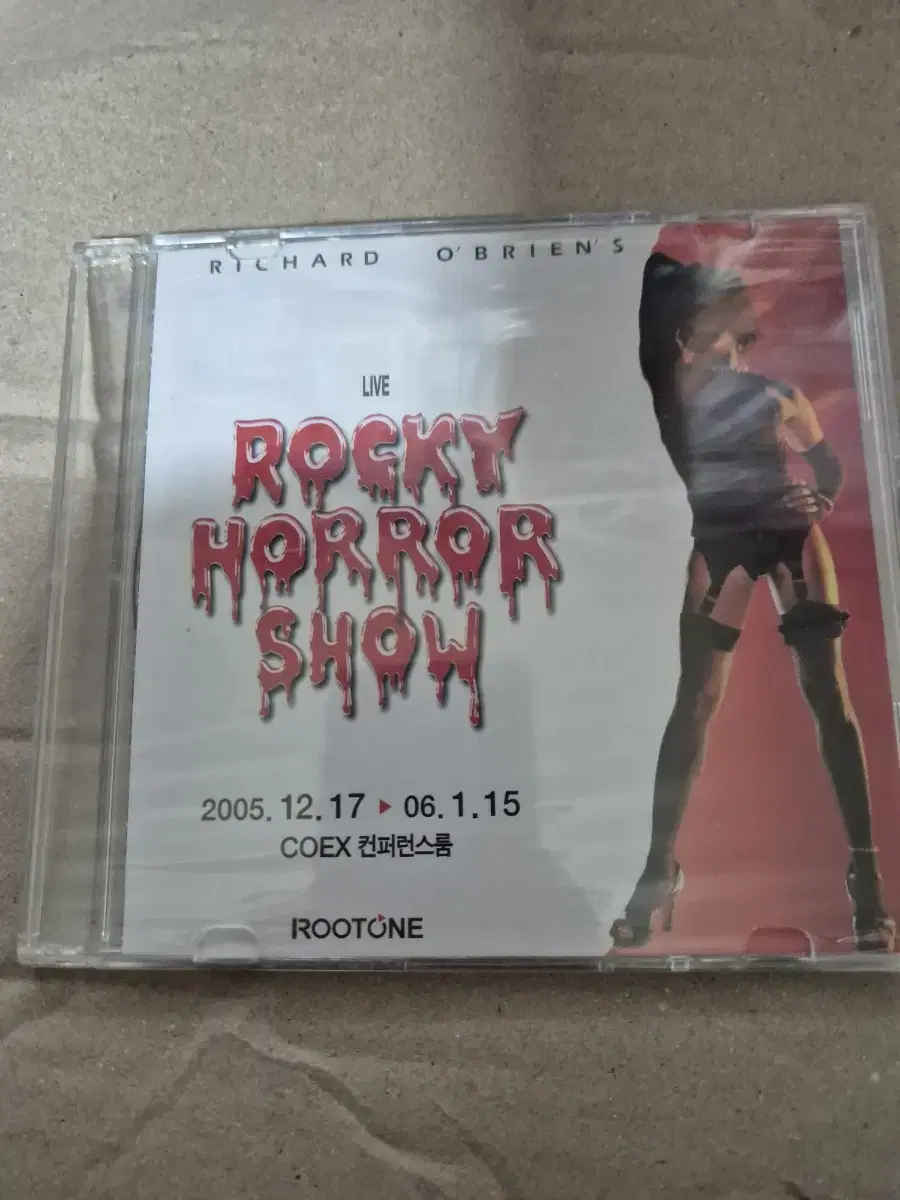 RICHARD O'BRIEN'S
LIVE
ROCKY
HORROR
SHOW
2005. 12. 17 ▶ 06. 1. 15
COEX 컨퍼런스룸
ROOTONE